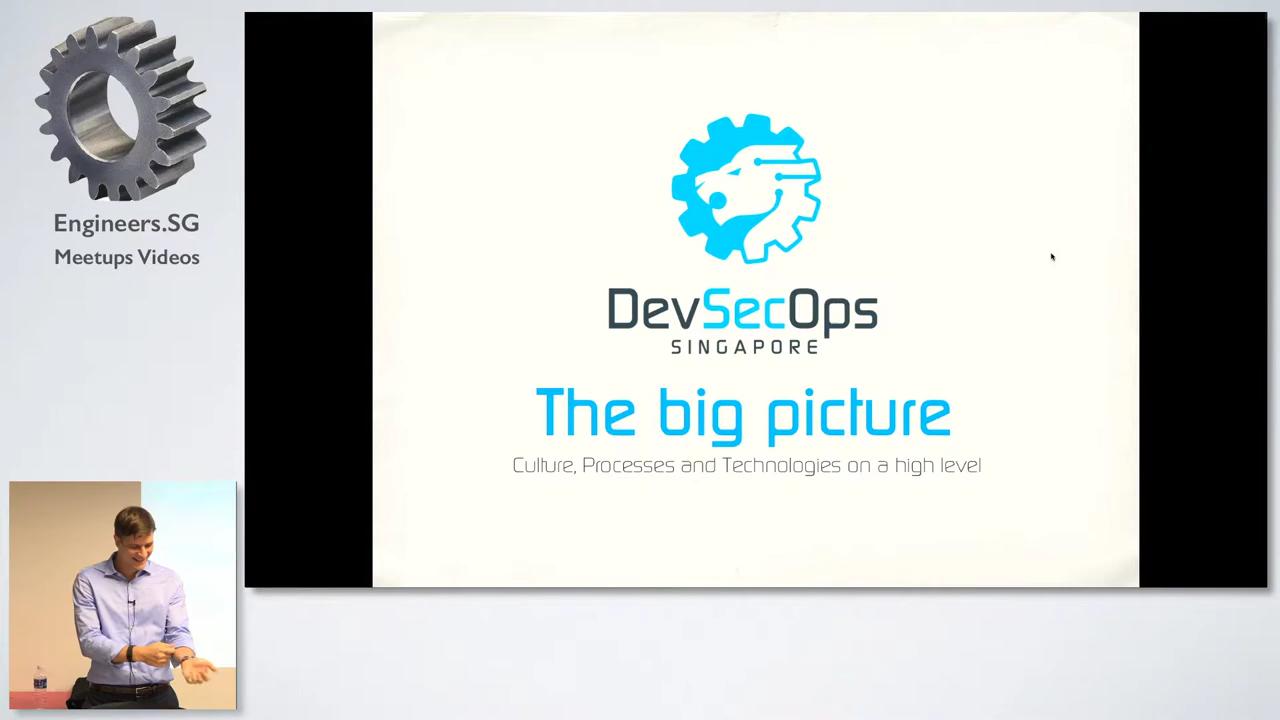 Engineers.SG
Meetups Videos
DevSecOps
SINGAPORE
The big picture
Culture, Processes and Technologies on a high level